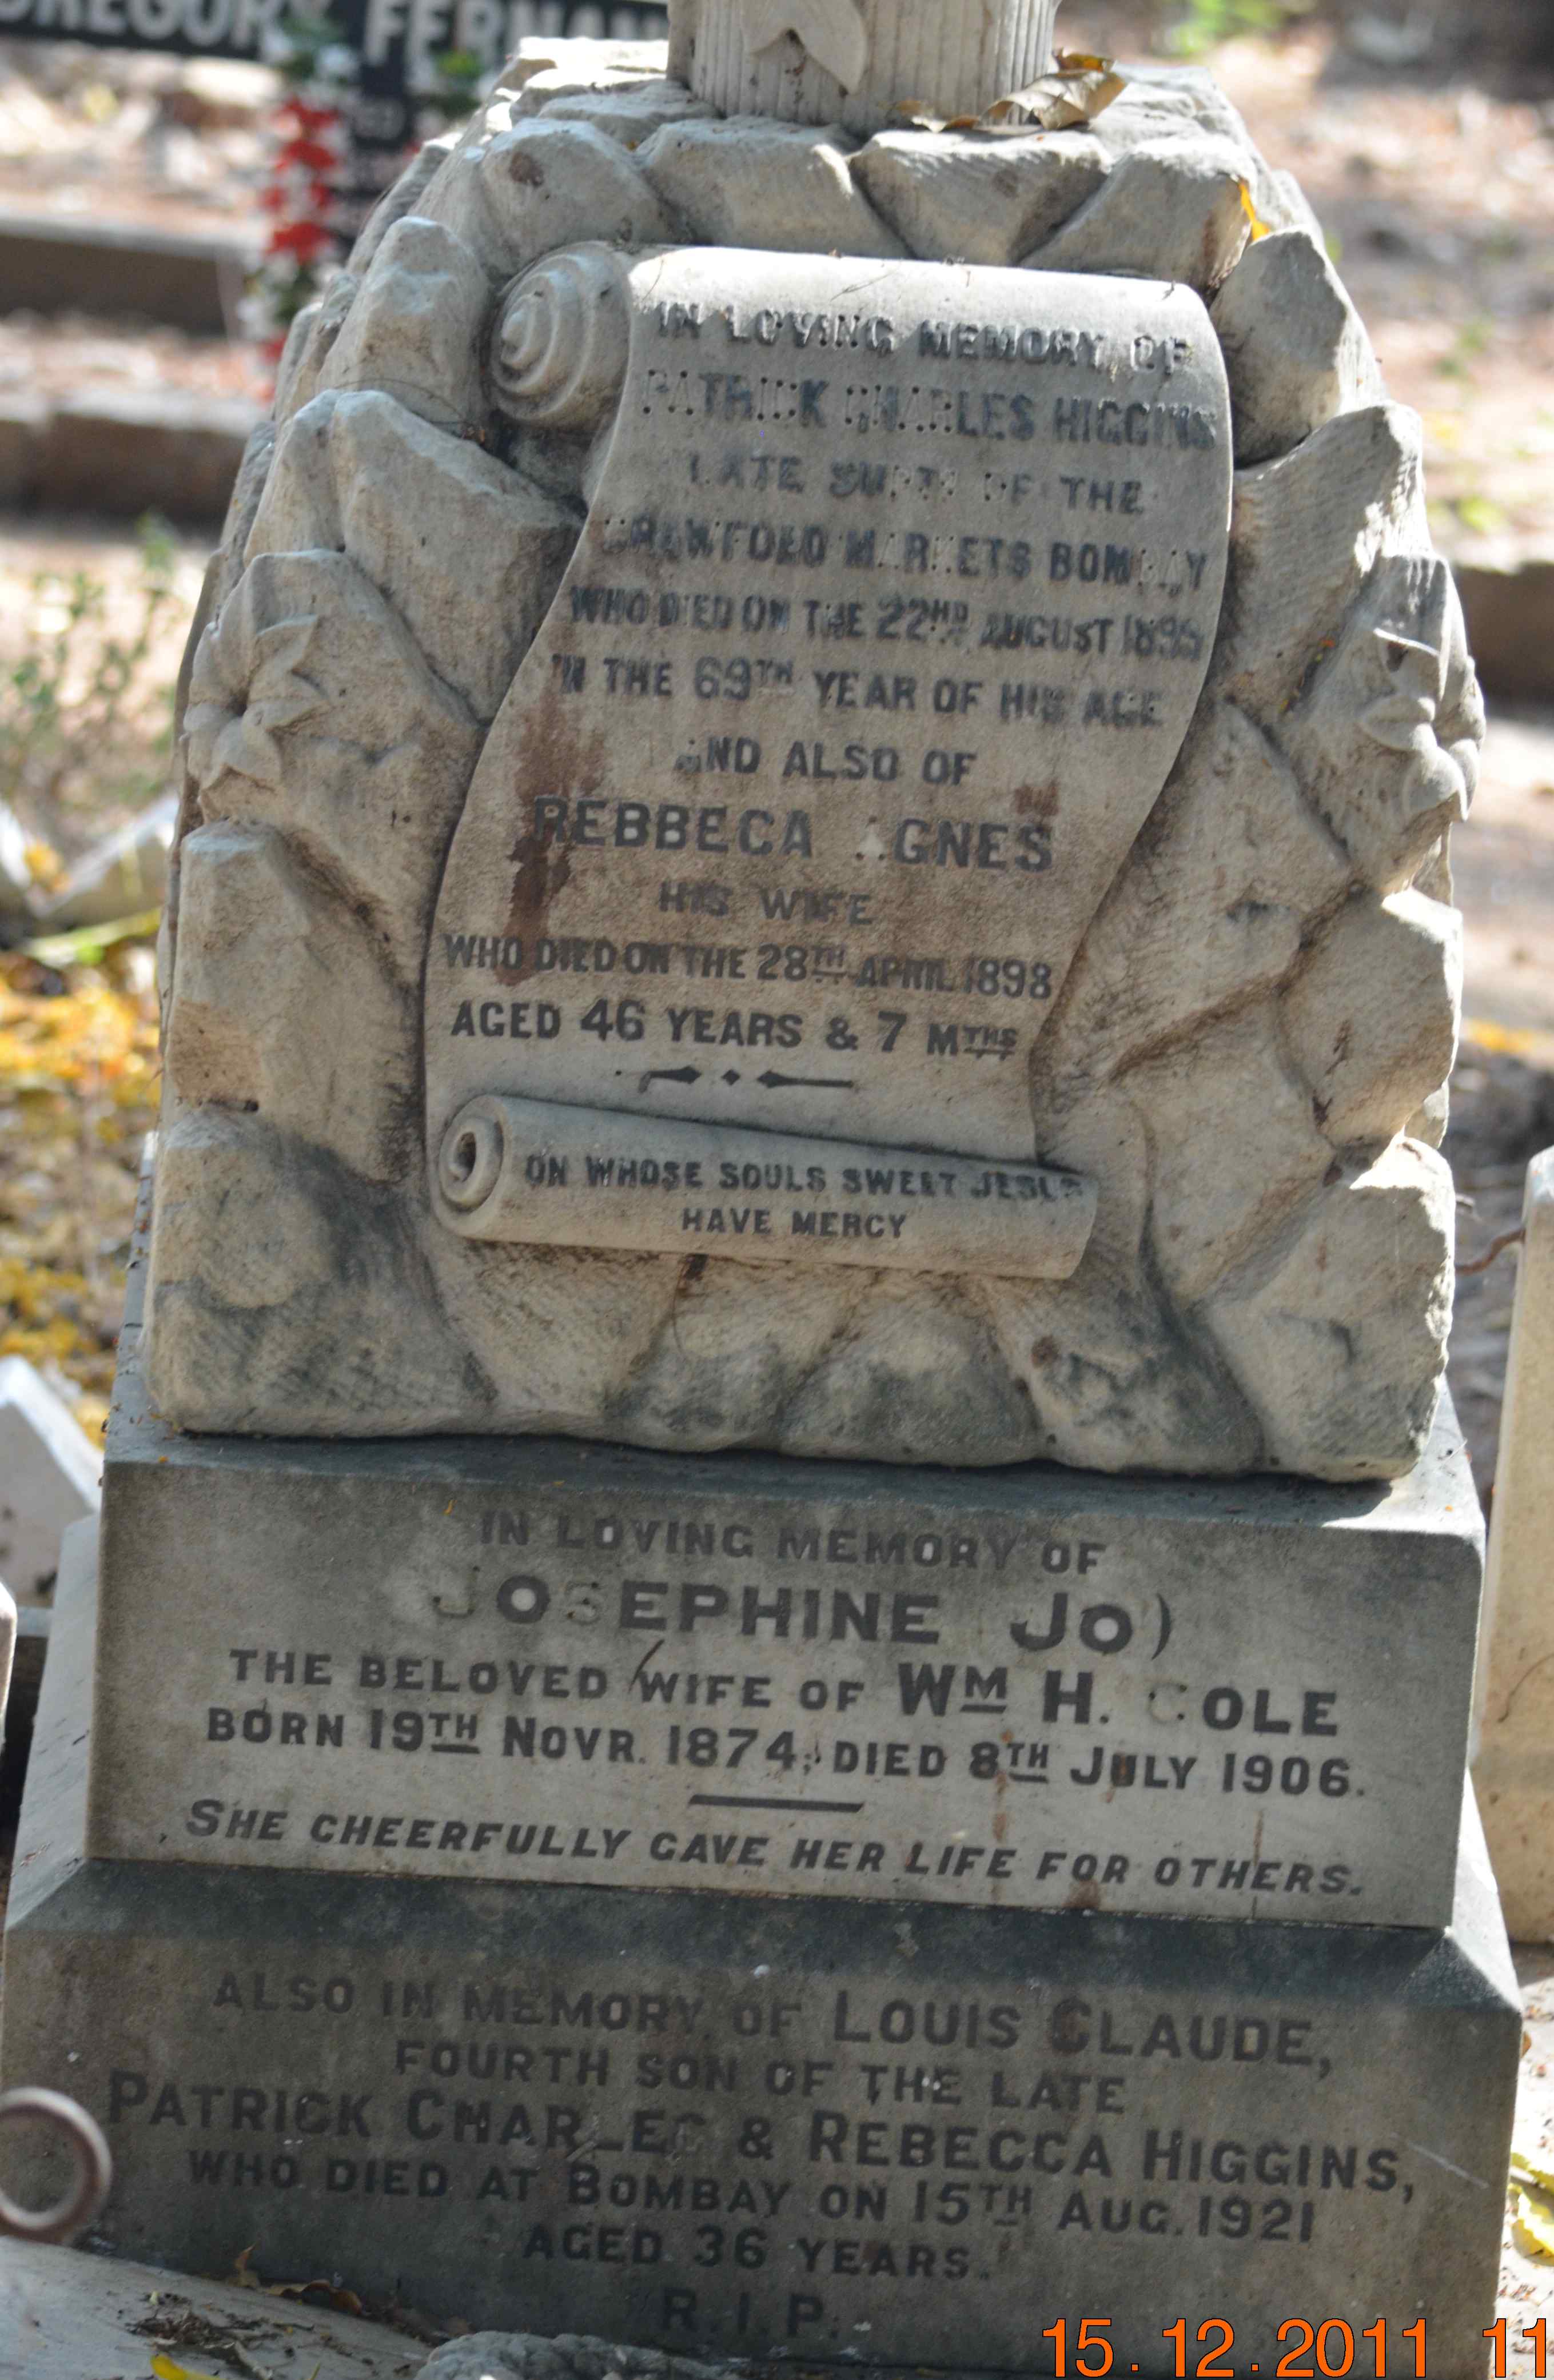 GREGORY FERNAN
IN LOVING MEMORY OF
PATRICK CHARLES HIGGINS
LATE SUPT: OF THE
CRAWFORD MARKETS BOMBAY
WHO DIED ON THE 22ND AUGUST 1895
IN THE 69TH YEAR OF HIS AGE
AND ALSO OF
REBBECA AGNES
HIS WIFE
WHO DIED ON THE 28TH APRIL 1898
AGED 46 YEARS & 7 MTHS
ON WHOSE SOULS SWEET JESUS
HAVE MERCY
IN LOVING MEMORY OF
JOSEPHINE (JO)
THE BELOVED WIFE OF WM H. COLE
BORN 19TH NOVR. 1874, DIED 8TH JULY 1906.
SHE CHEERFULLY GAVE HER LIFE FOR OTHERS.
ALSO IN MEMORY OF LOUIS CLAUDE,
FOURTH SON OF THE LATE
PATRICK CHARLES & REBECCA HIGGINS,
WHO DIED AT BOMBAY ON 15TH AUG. 1921
AGED 36 YEARS.
R.I.P.
15.12.2011 11